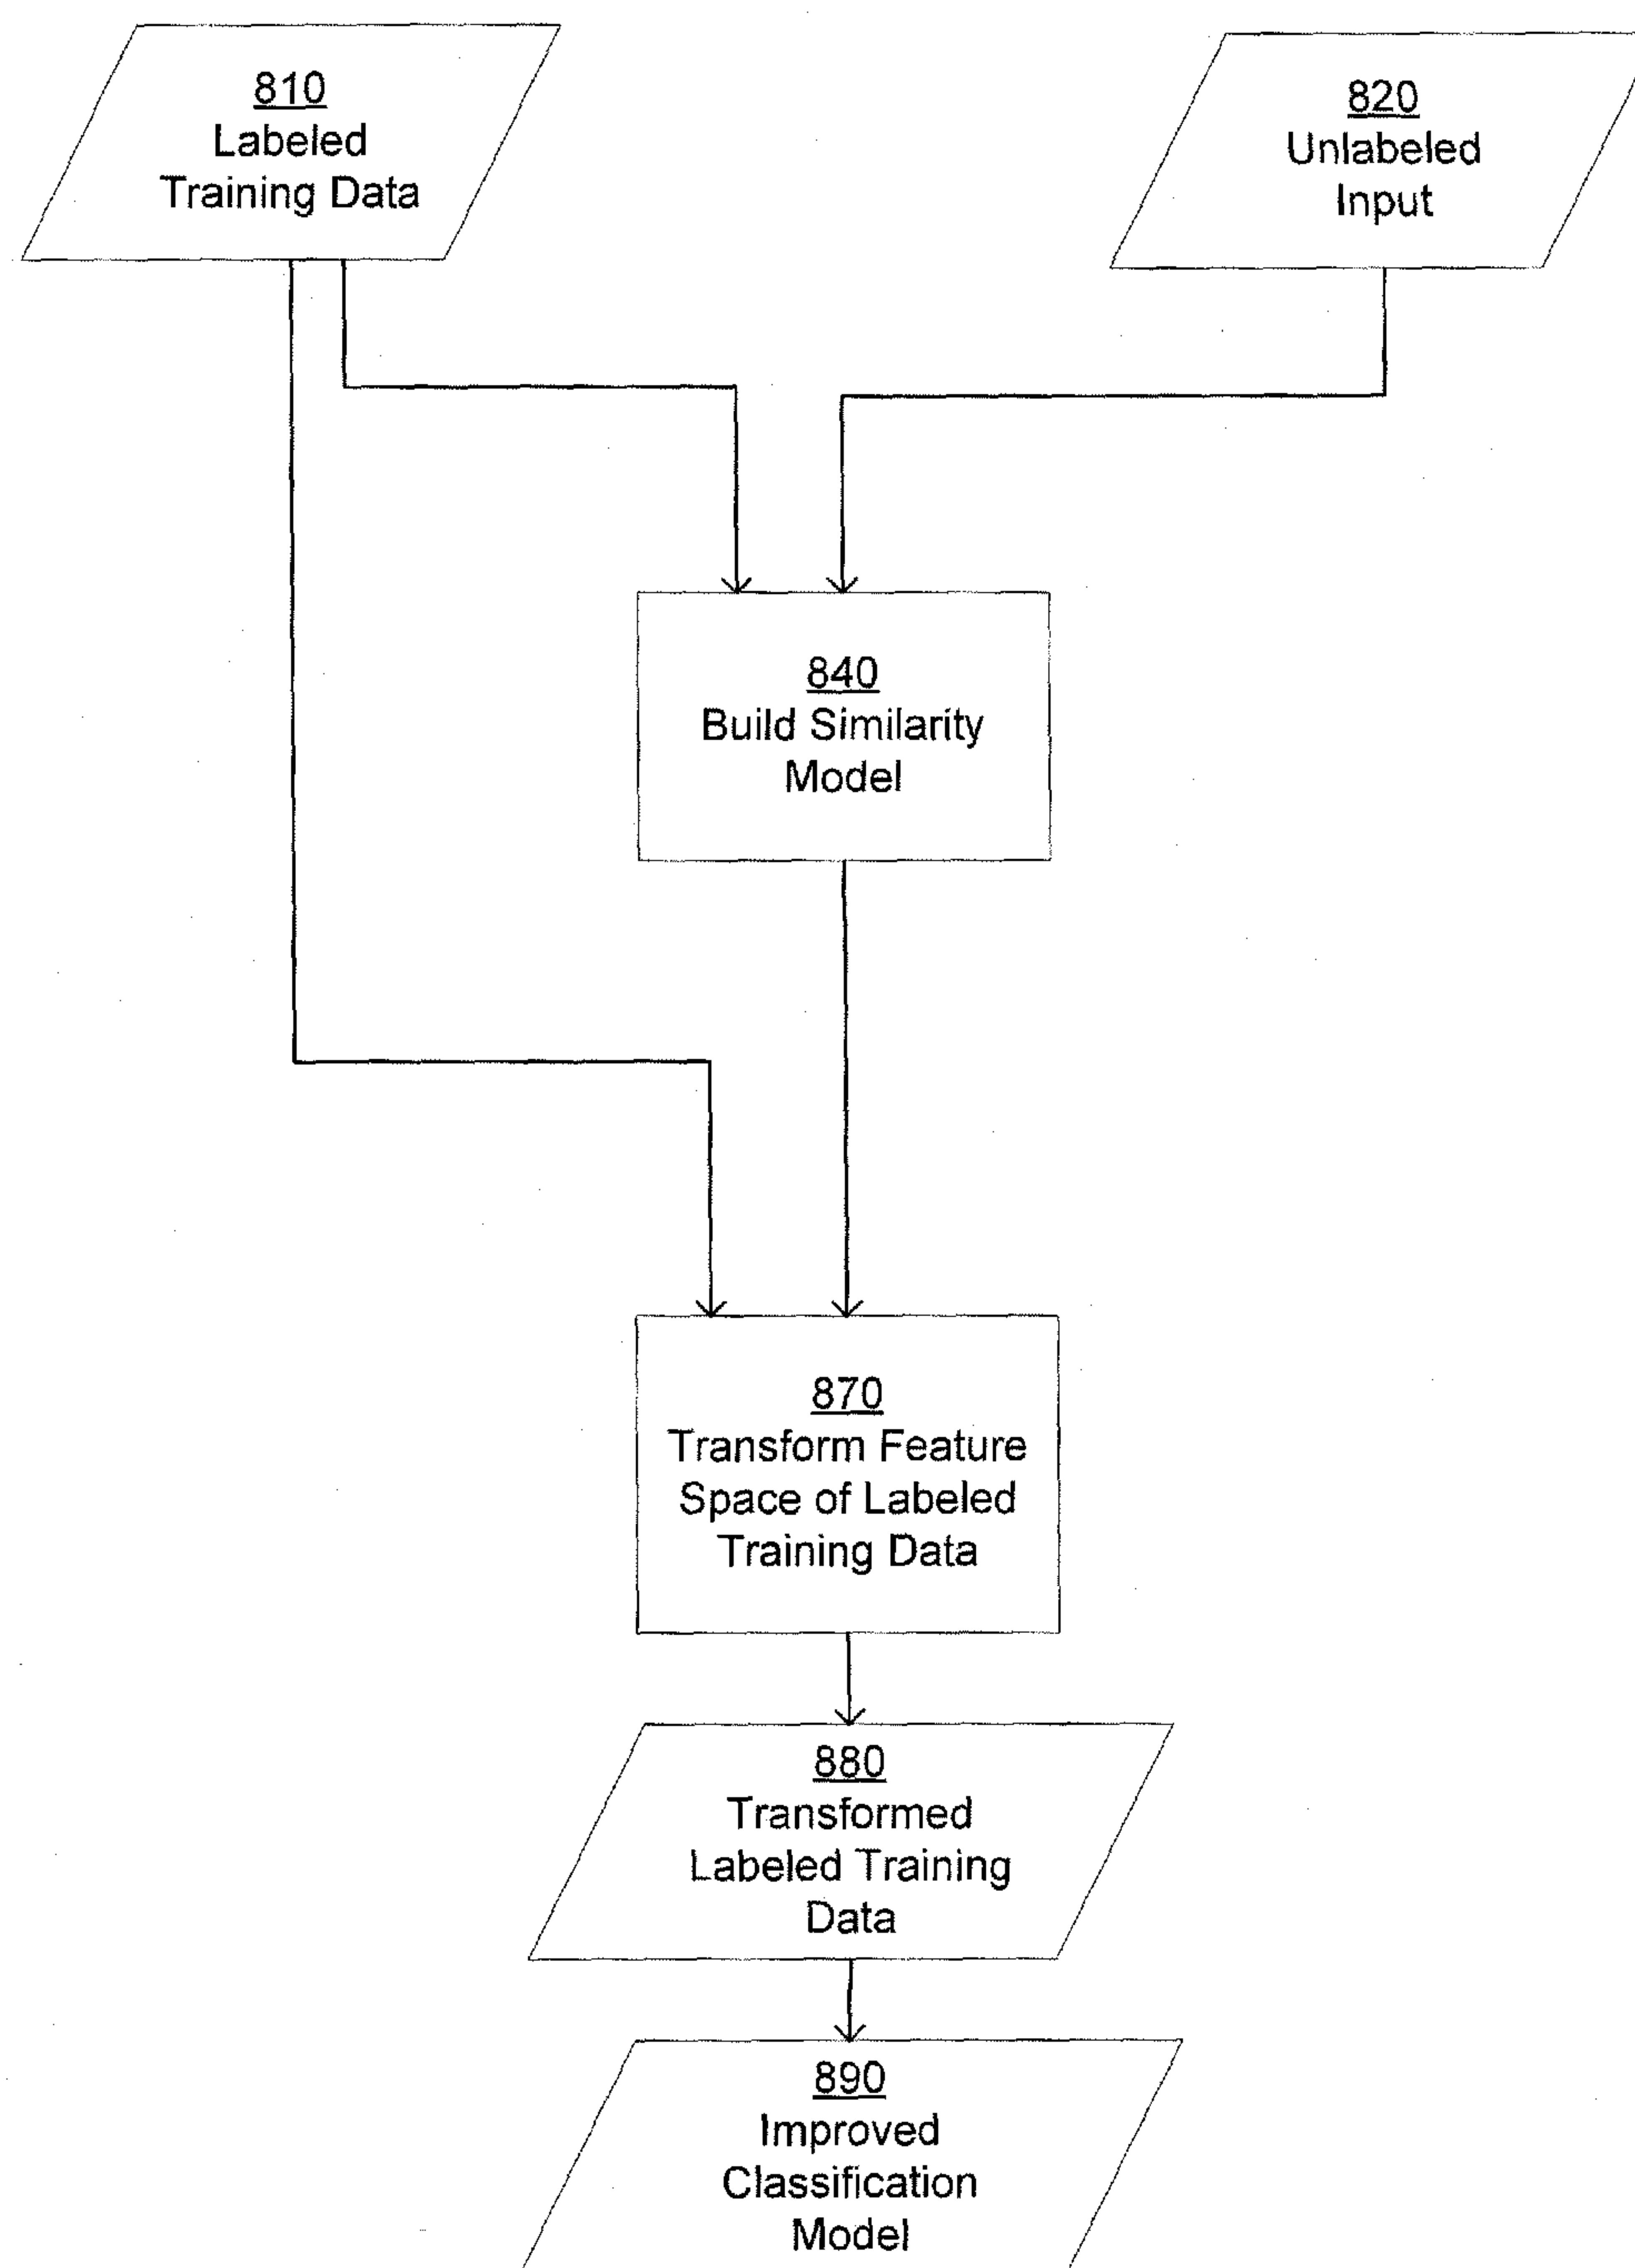 810
Labeled
Training Data
820
Unlabeled
Input
840
Build Similarity
Model
870
Transform Feature
Space of Labeled
Training Data
880
Transformed
Labeled Training
Data
890
Improved
Classification
Model